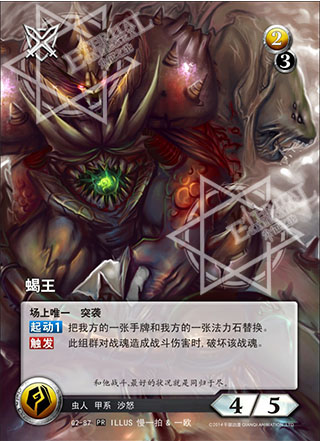 2
3
蝎王
场上唯一 突袭
起动1 把我方的一张手牌和我方的一张法力石替换。
触发 此组群对战魂造成战斗伤害时,破坏该战魂。
和他战斗,最好的状况就是同归于尽。
虫人 甲系 沙怒
4 / 5
02-87 PR ILLUS 慢一拍 & 一欧